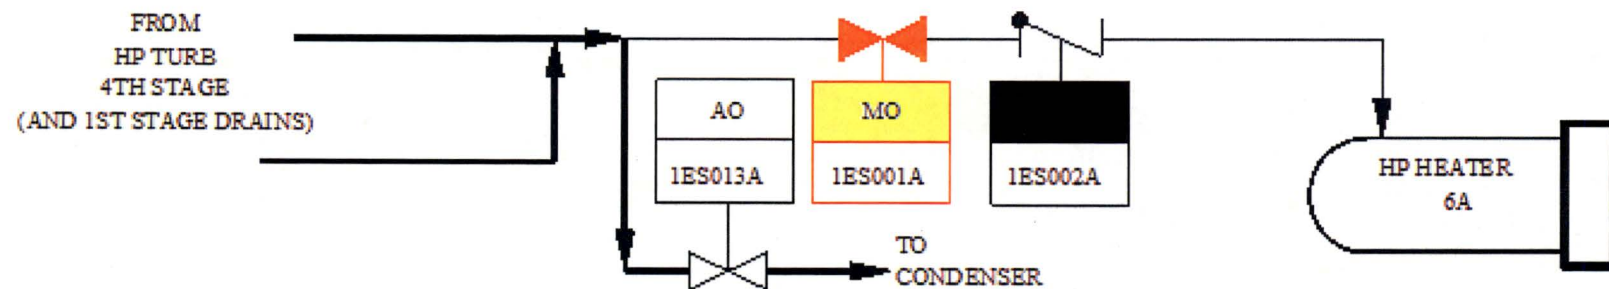 FROM
HP TURB
4TH STAGE
(AND 1ST STAGE DRAINS)
AO
1ES013A
MO
1ES001A
1ES002A
TO
CONDENSER
HP HEATER
6A